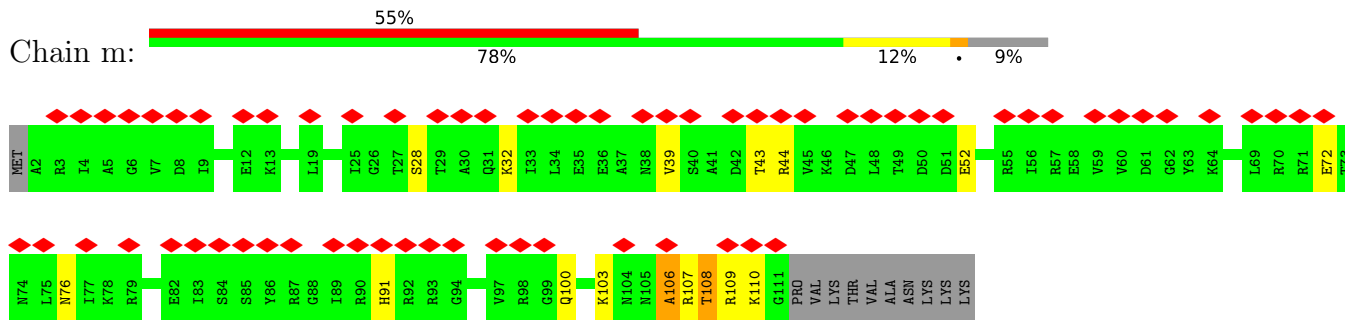 55%
Chain m:
78% 12% • 9%
MET A2 R3 I4 A5 G6 V7 D8 I9 E12 K13 L19 I25 G26 T27 S28 T29 A30 Q31 K32 I33 L34 E35 E36 A37 N38 V39 S40 A41 D42 T43 R44 V45 K46 D47 L48 T49 D50 D51 E52 R55 I56 R57 E58 V59 V60 D61 G62 Y63 K64 L69 R70 R71 E72 T73
N74 L75 N76 I77 K78 R79 E82 I83 S84 S85 Y86 R87 G88 I89 R90 H91 R92 R93 G94 V97 R98 G99 Q100 K103 N104 N105 A106 R107 T108 R109 K110 G111 PRO VAL LYS THR VAL ALA ASN LYS LYS LYS